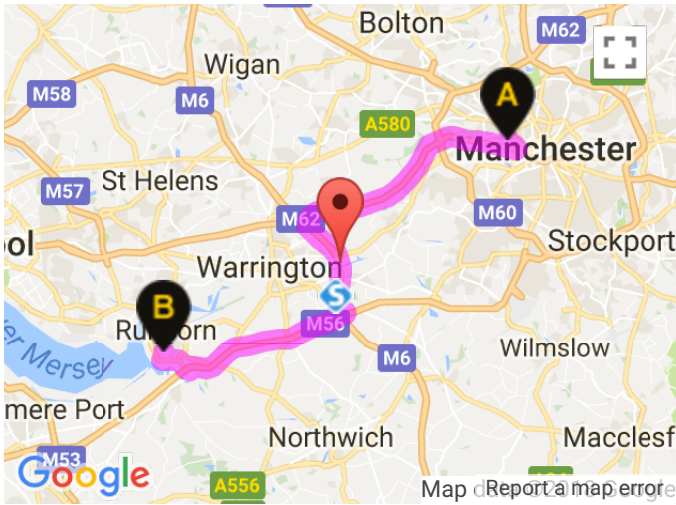 Bolton
M62
Wigan
M58
M6
A
A580
Manchester
St Helens
M57
M62
M60
ool
Stockport
Warrington
S
B
M56
Wilmslow
M6
er Mersey
mere Port
Northwich
Macclesf
M53
Google
A556
Map
Report a map error